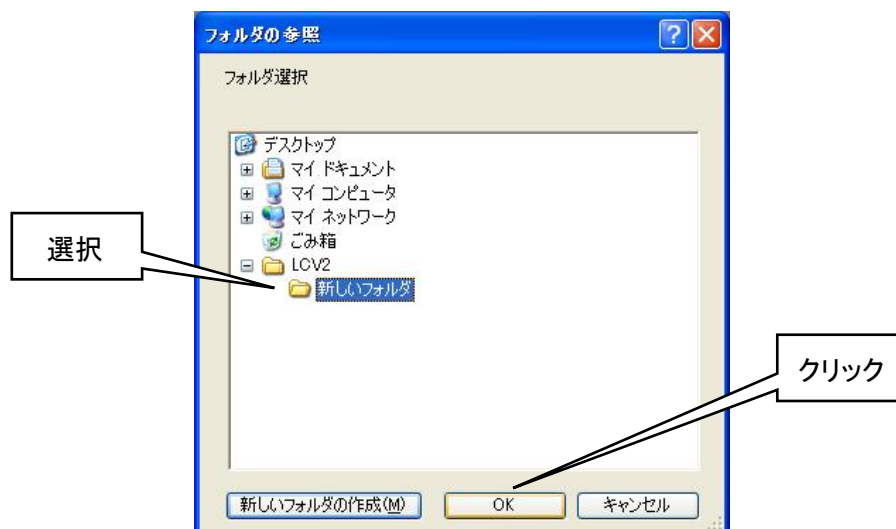 フォルダの参照
フォルダ選択
デスクトップ
マイ ドキュメント
マイ コンピュータ
マイ ネットワーク
ごみ箱
LCV2
新しいフォルダ
選択
クリック
新しいフォルダの作成(M) OK キャンセル